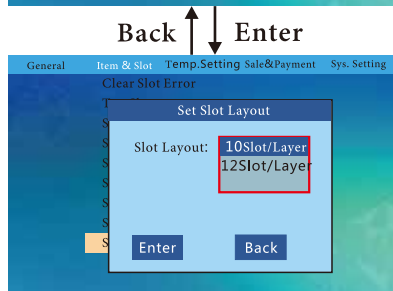 Back Enter
General Item & Slot Temp.Setting Sale&Payment Sys. Setting
Clear Slot Error
Set Slot Layout
Slot Layout: 10Slot/Layer
12Slot/Layer
Enter Back